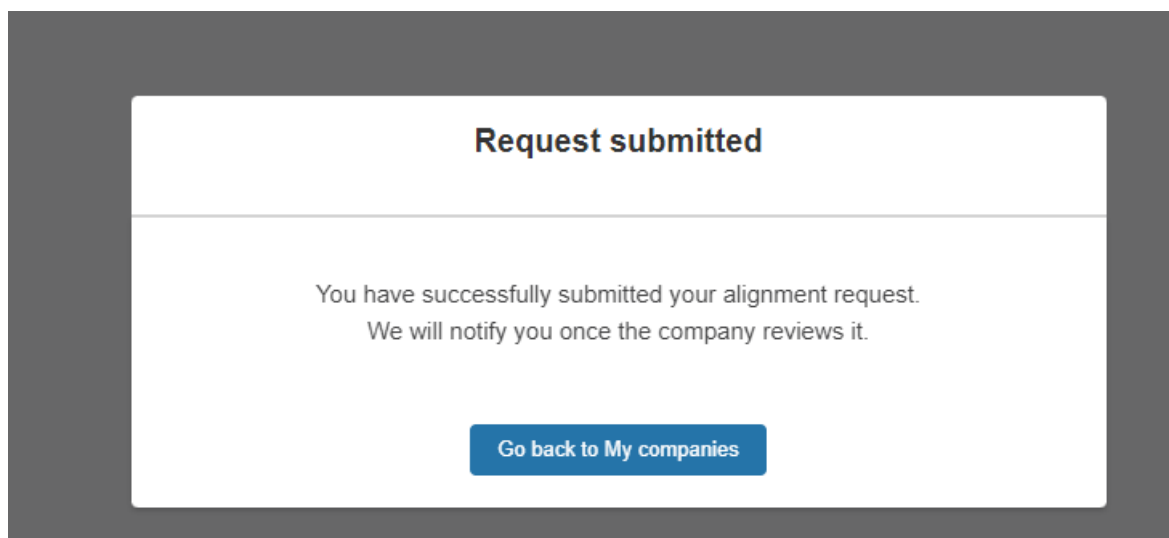 Request submitted
You have successfully submitted your alignment request.
We will notify you once the company reviews it.
Go back to My companies